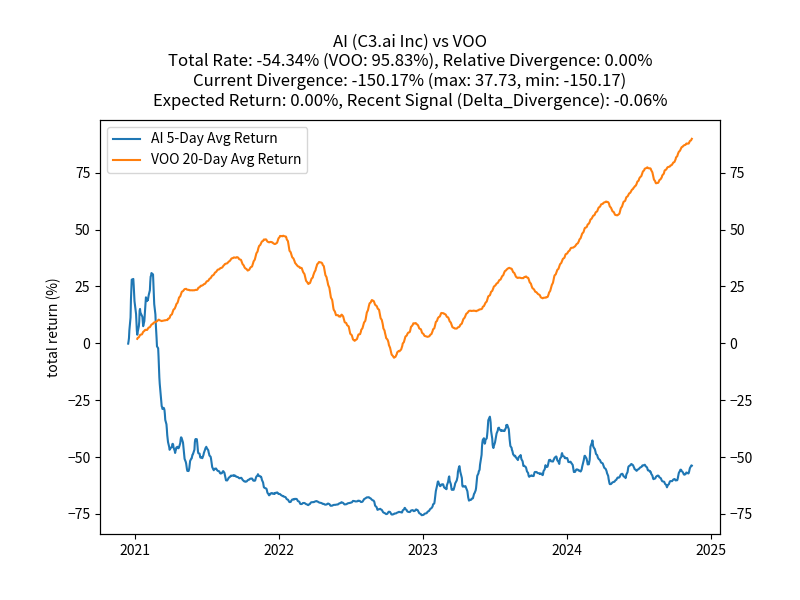 AI (C3.ai Inc) vs VOO
Total Rate: -54.34% (VOO: 95.83%), Relative Divergence: 0.00%
Current Divergence: -150.17% (max: 37.73, min: -150.17)
Expected Return: 0.00%, Recent Signal (Delta_Divergence): -0.06%
AI 5-Day Avg Return
VOO 20-Day Avg Return
total return (%)
75 75
50 50
25 25
0 0
−25 −25
−50 −50
−75 −75
2021 2022 2023 2024 2025